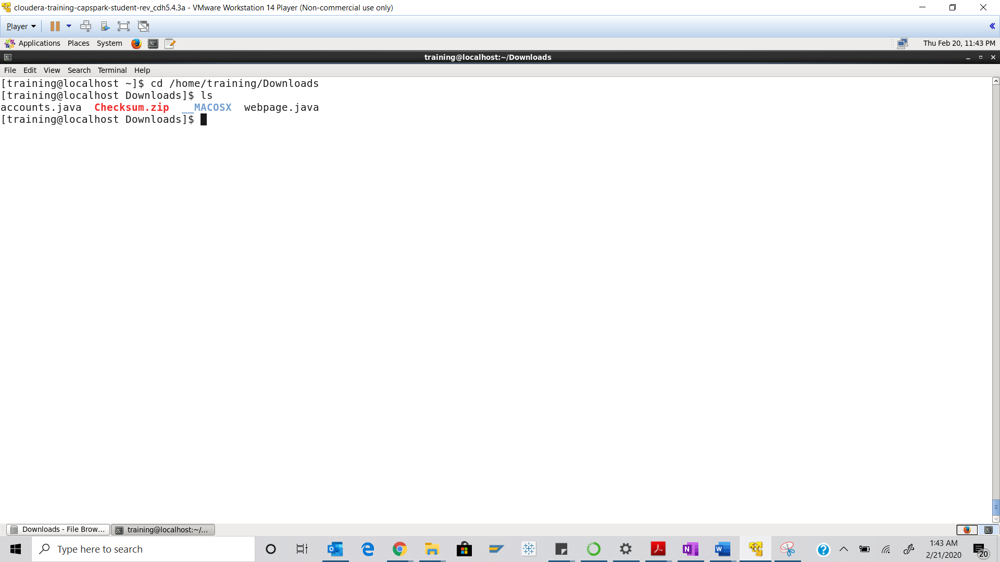 cloudera-training-capspark-student-rev_cdh5.4.3a - VMware Workstation 14 Player (Non-commercial use only)
Player
Applications Places System Thu Feb 20, 11:43 PM
training@localhost:~/Downloads
File Edit View Search Terminal Help
[training@localhost ~]$ cd /home/training/Downloads
[training@localhost Downloads]$ ls
accounts.java Checksum.zip __MACOSX webpage.java
[training@localhost Downloads]$
Downloads - File Brow... training@localhost:~/...
Type here to search
1:43 AM
2/21/2020
20